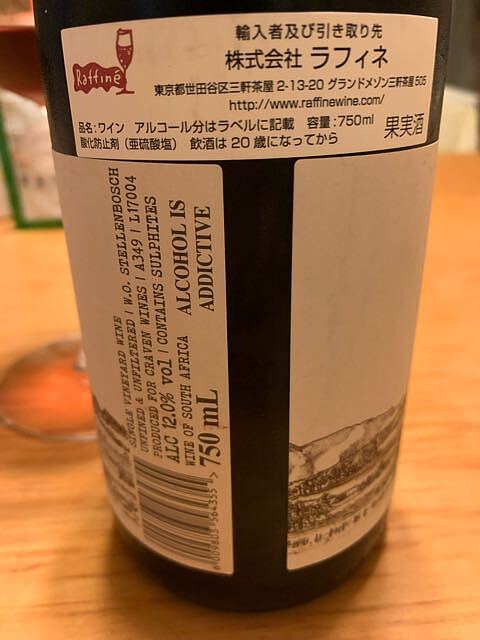 Raffiné
輸入者及び引き取り先
株式会社 ラフィネ
東京都世田谷区三軒茶屋 2-13-20 グランドメゾン三軒茶屋 505
http://www.raffinewine.com/
品名:ワイン アルコール分はラベルに記載 容量:750ml 果実酒
酸化防止剤(亜硫酸塩) 飲酒は 20 歳になってから
SINGLE VINEYARD WINE
UNFINED & UNFILTERED | W.O. STELLENBOSCH
PRODUCED FOR CRAVEN WINES | A349 | L17004
ALC 12.0% vol | CONTAINS SULPHITES
WINE OF SOUTH AFRICA
750 mL
ALCOHOL IS
ADDICTIVE
6009803 564355 >